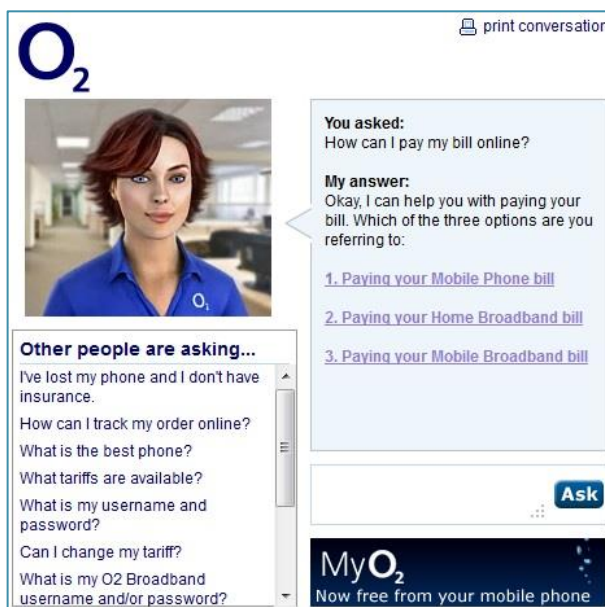 print conversation
O2
You asked:
How can I pay my bill online?
My answer:
Okay, I can help you with paying your
bill. Which of the three options are you
referring to:
1. Paying your Mobile Phone bill
2. Paying your Home Broadband bill
3. Paying your Mobile Broadband bill
O2
Other people are asking...
I've lost my phone and I don't have
insurance.
How can I track my order online?
What is the best phone?
What tariffs are available?
What is my username and
password?
Can I change my tariff?
What is my O2 Broadband
username and/or password?
Ask
My O2
Now free from your mobile phone